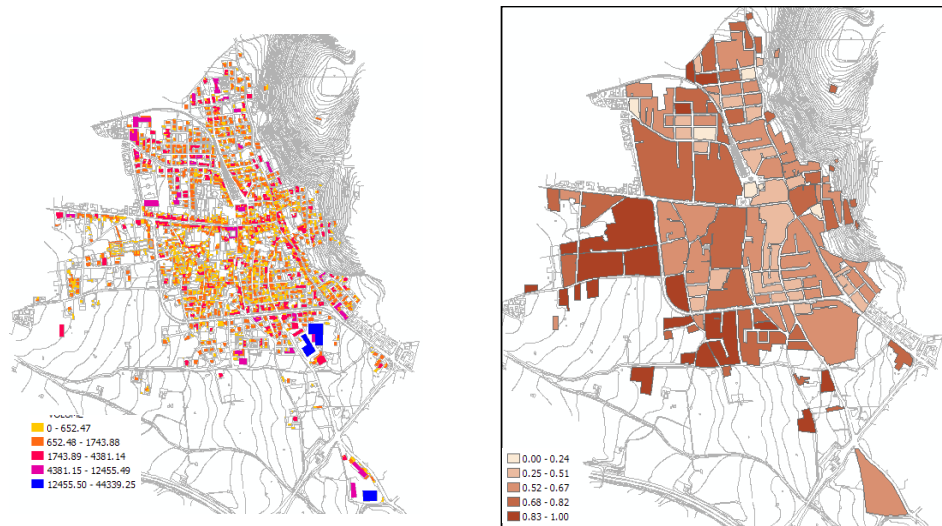 VOLUME
0 - 652.47
652.48 - 1743.88
1743.89 - 4381.14
4381.15 - 12455.49
12455.50 - 44339.25
0.00 - 0.24
0.25 - 0.51
0.52 - 0.67
0.68 - 0.82
0.83 - 1.00